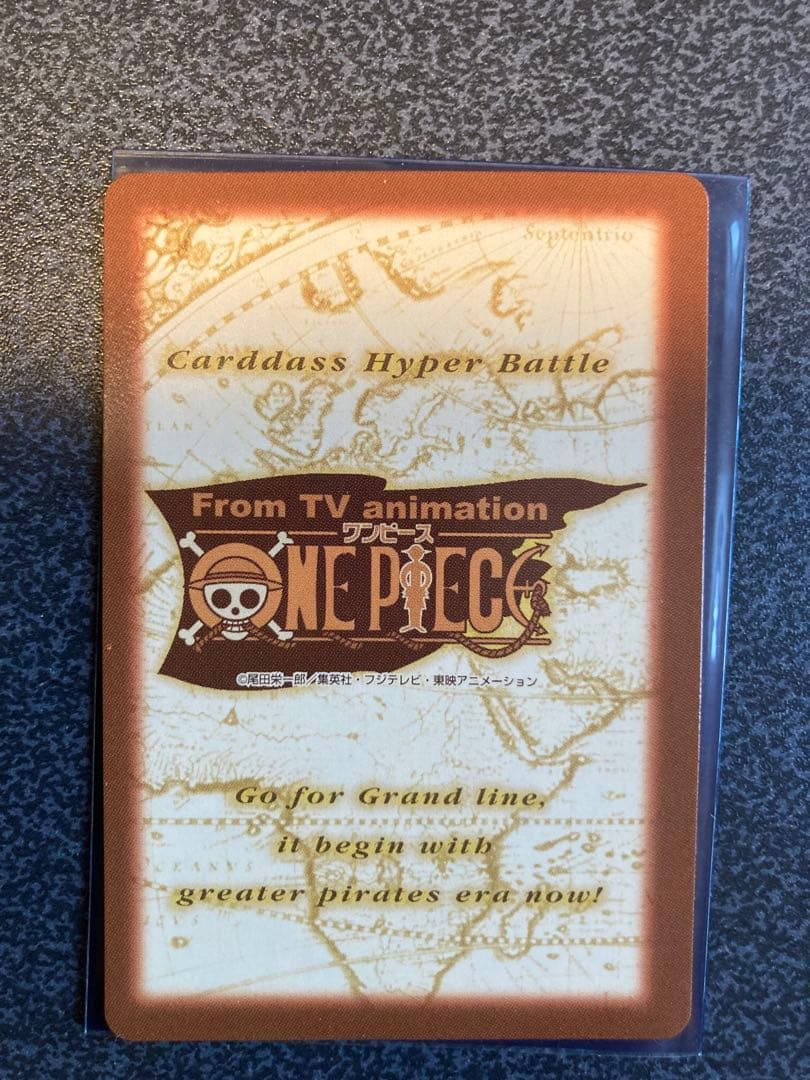 Septentrio
Carddass Hyper Battle
From TV animation
ワンピース
ONE PIECE
©尾田栄一郎／集英社・フジテレビ・東映アニメーション
Go for Grand line,
it begin with
greater pirates era now!